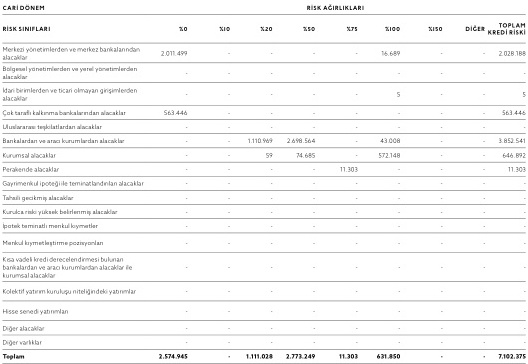 CARİ DÖNEM RİSK AĞIRLIKLARI
RİSK SINIFLARI %0 %10 %20 %50 %75 %100 %150 DİĞER TOPLAM
KREDİ RİSKİ
Merkezi yönetimlerden ve merkez bankalarından
alacaklar 2.011.499 - - - - 16.689 - - 2.028.188
Bölgesel yönetimlerden ve yerel yönetimlerden
alacaklar - - - - - - - - -
İdari birimlerden ve ticari olmayan girişimlerden
alacaklar - - - - - 5 - - 5
Çok taraflı kalkınma bankalarından alacaklar 563.446 - - - - - - - 563.446
Uluslararası teşkilatlardan alacaklar - - - - - - - - -
Bankalardan ve aracı kurumlardan alacaklar - - 1.110.969 2.698.564 - 43.008 - - 3.852.541
Kurumsal alacaklar - - 59 74.685 - 572.148 - - 646.892
Perakende alacaklar - - - - 11.303 - - - 11.303
Gayrimenkul ipoteği ile teminatlandırılan alacaklar - - - - - - - - -
Tahsili gecikmiş alacaklar - - - - - - - - -
Kurulca riski yüksek belirlenmiş alacaklar - - - - - - - - -
İpotek teminatlı menkul kıymetler - - - - - - - - -
Menkul kıymetleştirme pozisyonları - - - - - - - - -
Kısa vadeli kredi derecelendirmesi bulunan
bankalardan ve aracı kurumlardan alacaklar ile
kurumsal alacaklar - - - - - - - - -
Kolektif yatırım kuruluşu niteliğindeki yatırımlar - - - - - - - - -
Hisse senedi yatırımları - - - - - - - - -
Diğer alacaklar - - - - - - - - -
Diğer varlıklar - - - - - - - - -
Toplam 2.574.945 - 1.111.028 2.773.249 11.303 631.850 - - 7.102.375